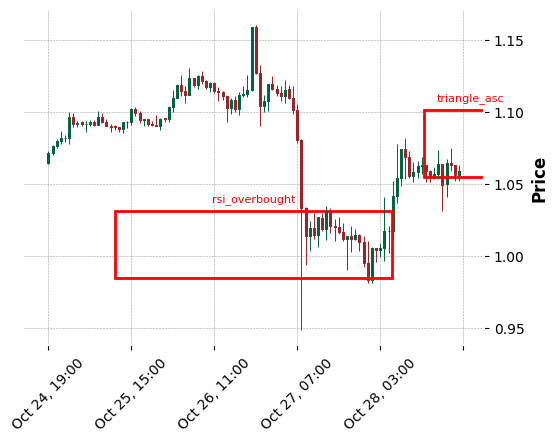 1.15
triangle_asc
1.10
1.05
Price
rsi_overbought
1.00
0.95
Oct 24, 19:00
Oct 25, 15:00
Oct 26, 11:00
Oct 27, 07:00
Oct 28, 03:00